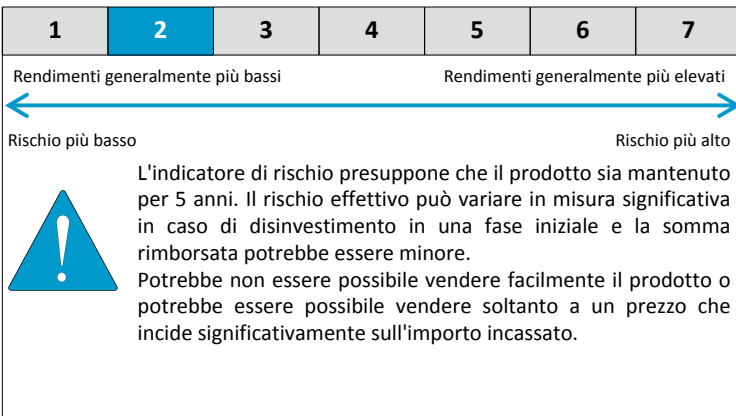 1 2 3 4 5 6 7
Rendimenti generalmente più bassi Rendimenti generalmente più elevati
Rischio più basso Rischio più alto
L'indicatore di rischio presuppone che il prodotto sia mantenuto
per 5 anni. Il rischio effettivo può variare in misura significativa
in caso di disinvestimento in una fase iniziale e la somma
rimborsata potrebbe essere minore.
Potrebbe non essere possibile vendere facilmente il prodotto o
potrebbe essere possibile vendere soltanto a un prezzo che
incide significativamente sull'importo incassato.